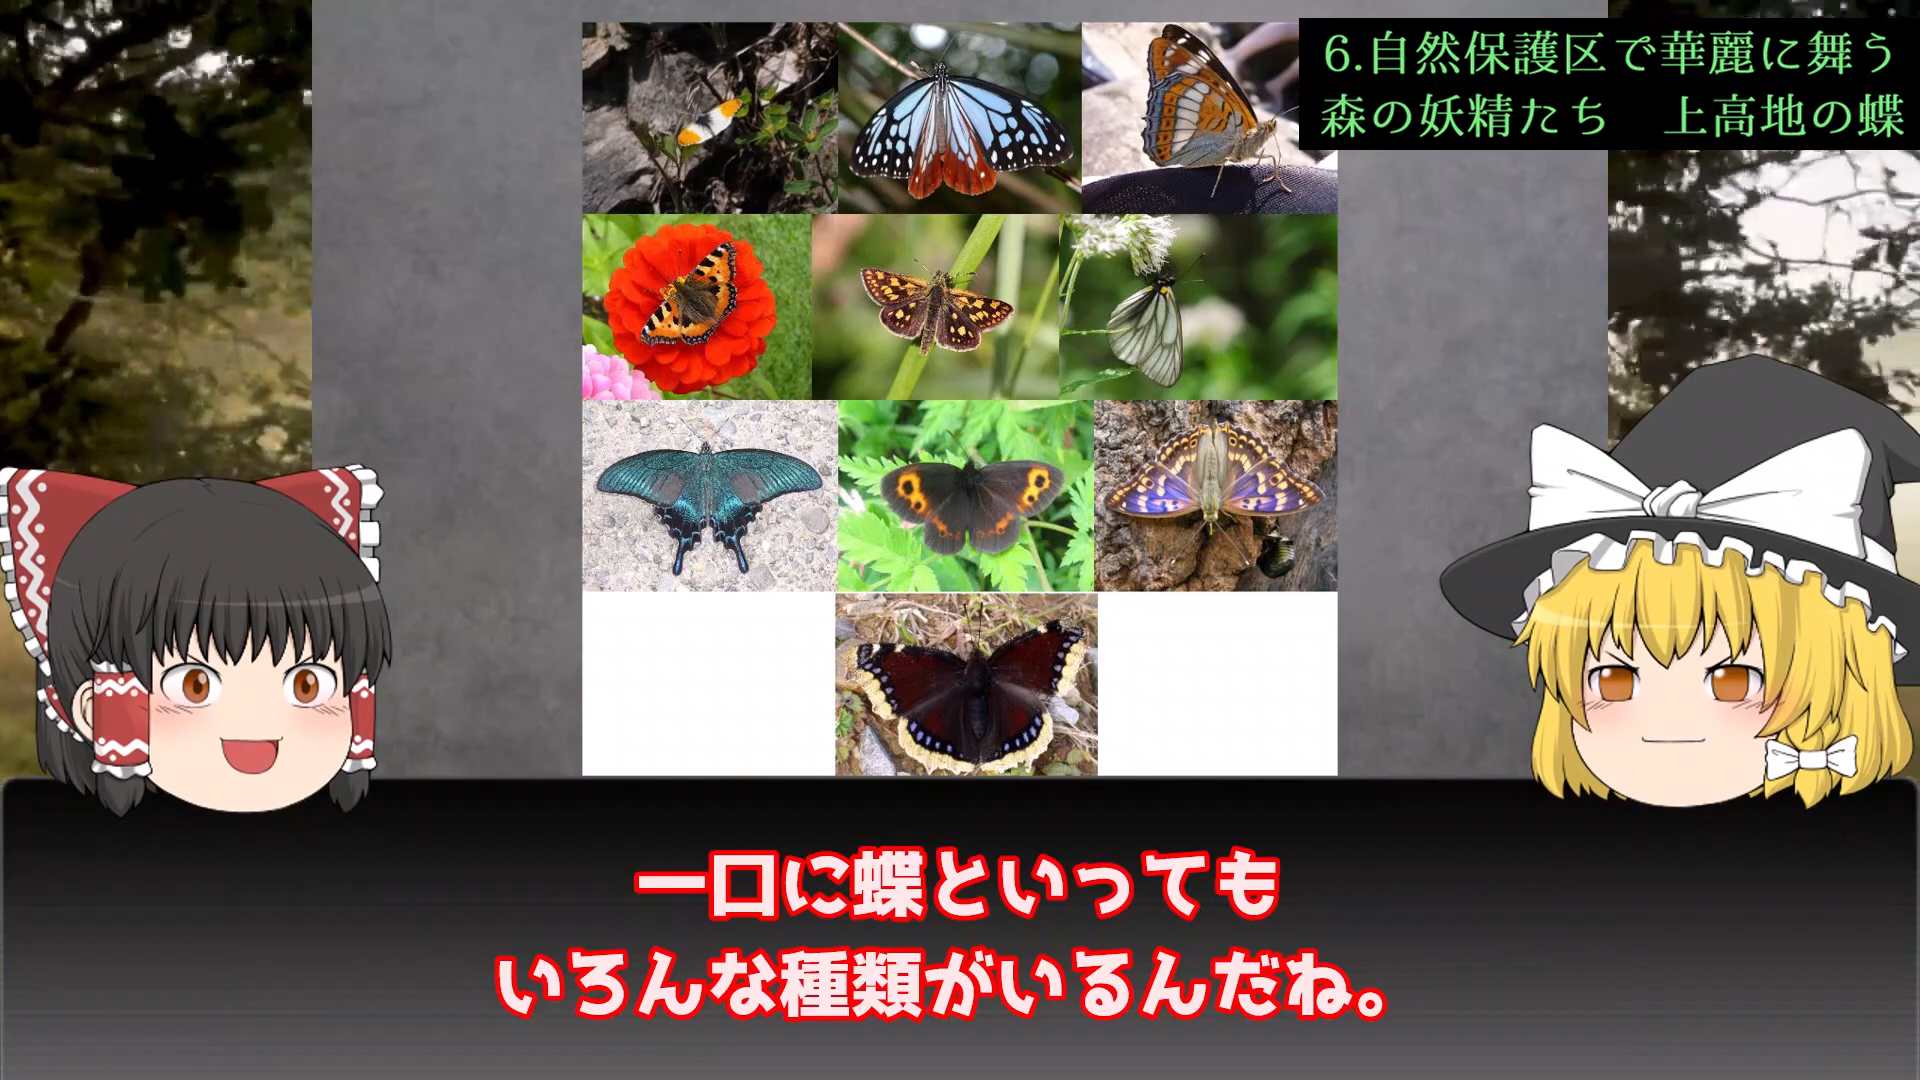 6.自然保護区で華麗に舞う
森の妖精たち　上高地の蝶
一口に蝶といっても
いろんな種類がいるんだね。